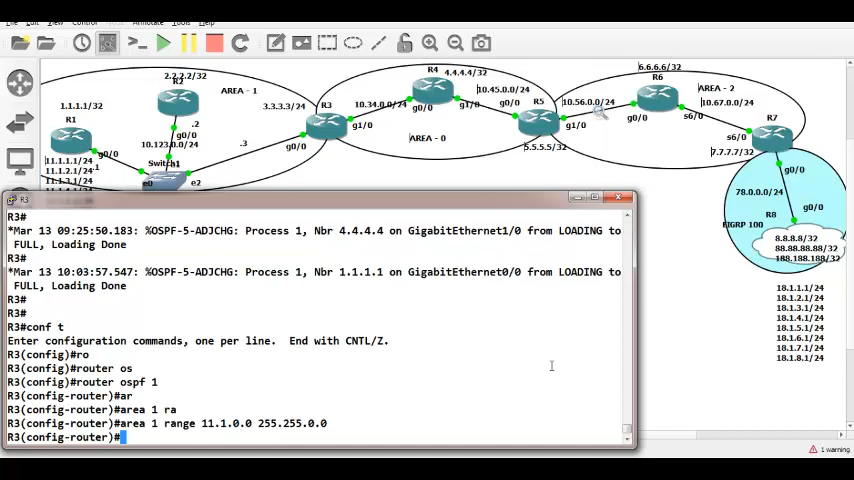 File Edit View Control Node Annotate Tools Help
6.6.6.6/32
R4
4.4.4.4/32
R6
2.2.2.2/32
R2
AREA - 1
AREA - 2
10.45.0.0/24
10.56.0.0/24
10.67.0.0/24
1.1.1.1/32
3.3.3.3/24
R3
10.34.0.0/24
g0/0
g1/0
g0/0
R5
g0/0
s6/0
R7
R1
.2
g1/0
g1/0
g0/0
10.123.0.0/24
AREA - 0
s6/0
g0/0
.3
5.5.5.5/32
7.7.7.7/32
11.1.1.1/24
.1
Switch1
g0/0
g0/0
11.1.2.1/24
11.1.3.1/24
e0
e2
78.0.0.0/24
g0/0
R8
EIGRP 100
8.8.8.8/32
88.88.88.88/32
188.188.188/32
18.1.1.1/24
18.1.2.1/24
18.1.3.1/24
18.1.4.1/24
18.1.5.1/24
18.1.6.1/24
18.1.7.1/24
18.1.8.1/24
R3
R3#
*Mar 13 09:25:50.183: %OSPF-5-ADJCHG: Process 1, Nbr 4.4.4.4 on GigabitEthernet1/0 from LOADING to
FULL, Loading Done
R3#
*Mar 13 10:03:57.547: %OSPF-5-ADJCHG: Process 1, Nbr 1.1.1.1 on GigabitEthernet0/0 from LOADING to
FULL, Loading Done
R3#
R3#
R3#conf t
Enter configuration commands, one per line.  End with CNTL/Z.
R3(config)#ro
R3(config)#router os
R3(config)#router ospf 1
R3(config-router)#ar
R3(config-router)#area 1 ra
R3(config-router)#area 1 range 11.1.0.0 255.255.0.0
R3(config-router)#
1 warning